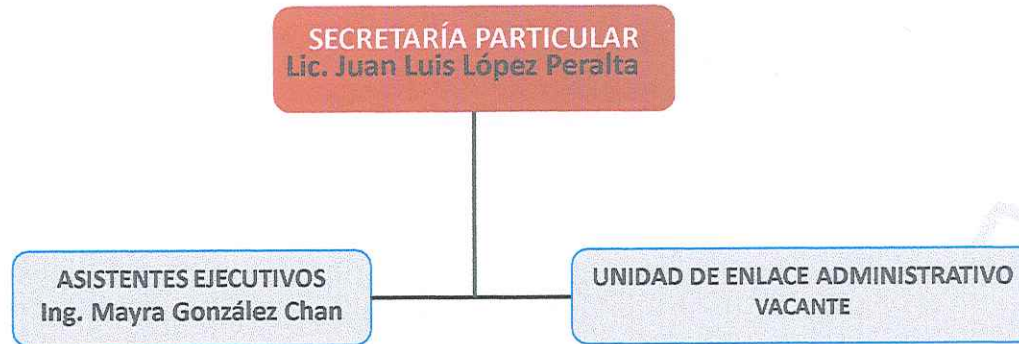 SECRETARÍA PARTICULAR
Lic. Juan Luis López Peralta
ASISTENTES EJECUTIVOS
Ing. Mayra González Chan
UNIDAD DE ENLACE ADMINISTRATIVO
VACANTE